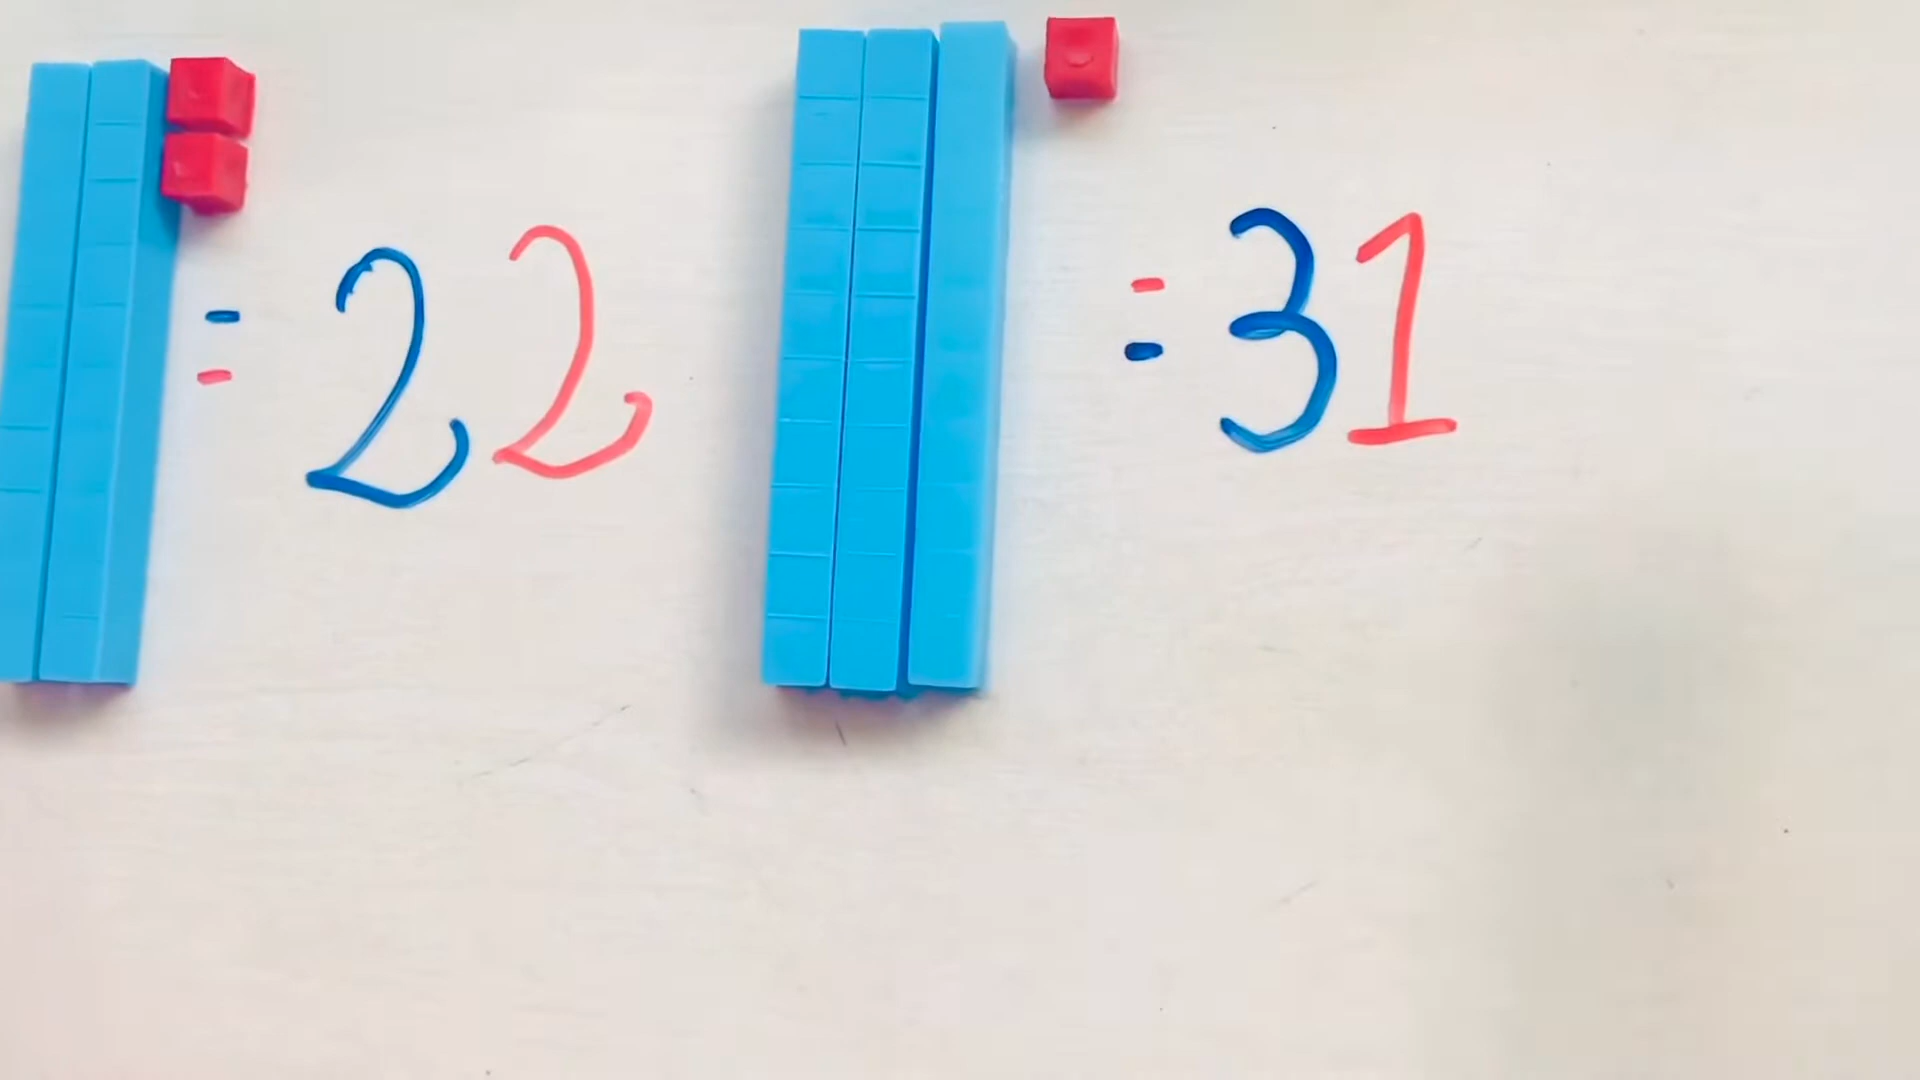 = 22 = 31